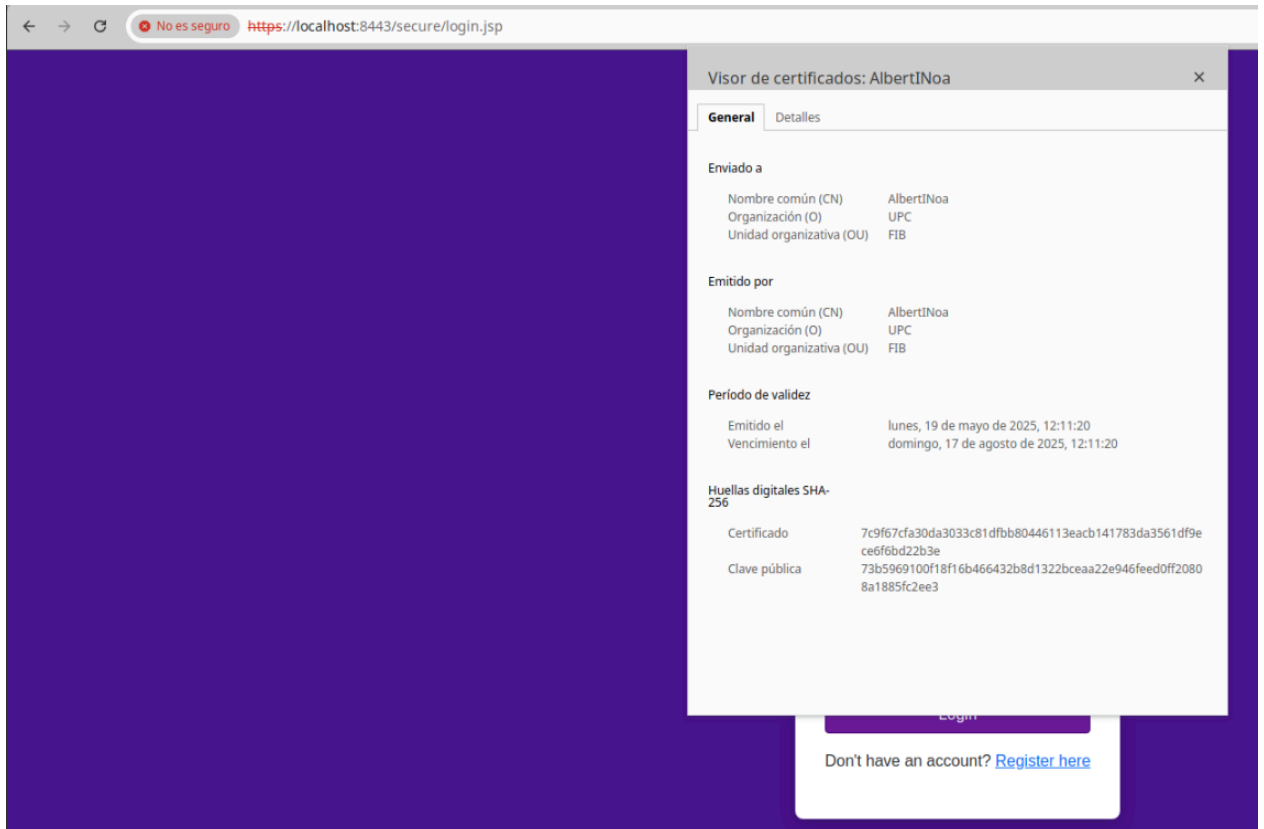 No es seguro https://localhost:8443/secure/login.jsp
Visor de certificados: AlbertINoa
General Detalles
Enviado a
Nombre común (CN) AlbertINoa
Organización (O) UPC
Unidad organizativa (OU) FIB
Emitido por
Nombre común (CN) AlbertINoa
Organización (O) UPC
Unidad organizativa (OU) FIB
Período de validez
Emitido el lunes, 19 de mayo de 2025, 12:11:20
Vencimiento el domingo, 17 de agosto de 2025, 12:11:20
Huellas digitales SHA-
256
Certificado 7c9f67cfa30da3033c81dfbb80446113eacb141783da3561df9e
ce6f6bd22b3e
Clave pública 73b5969100f18f16b466432b8d1322bceaa22e946feed0ff2080
8a1885fc2ee3
Login
Don't have an account? Register here